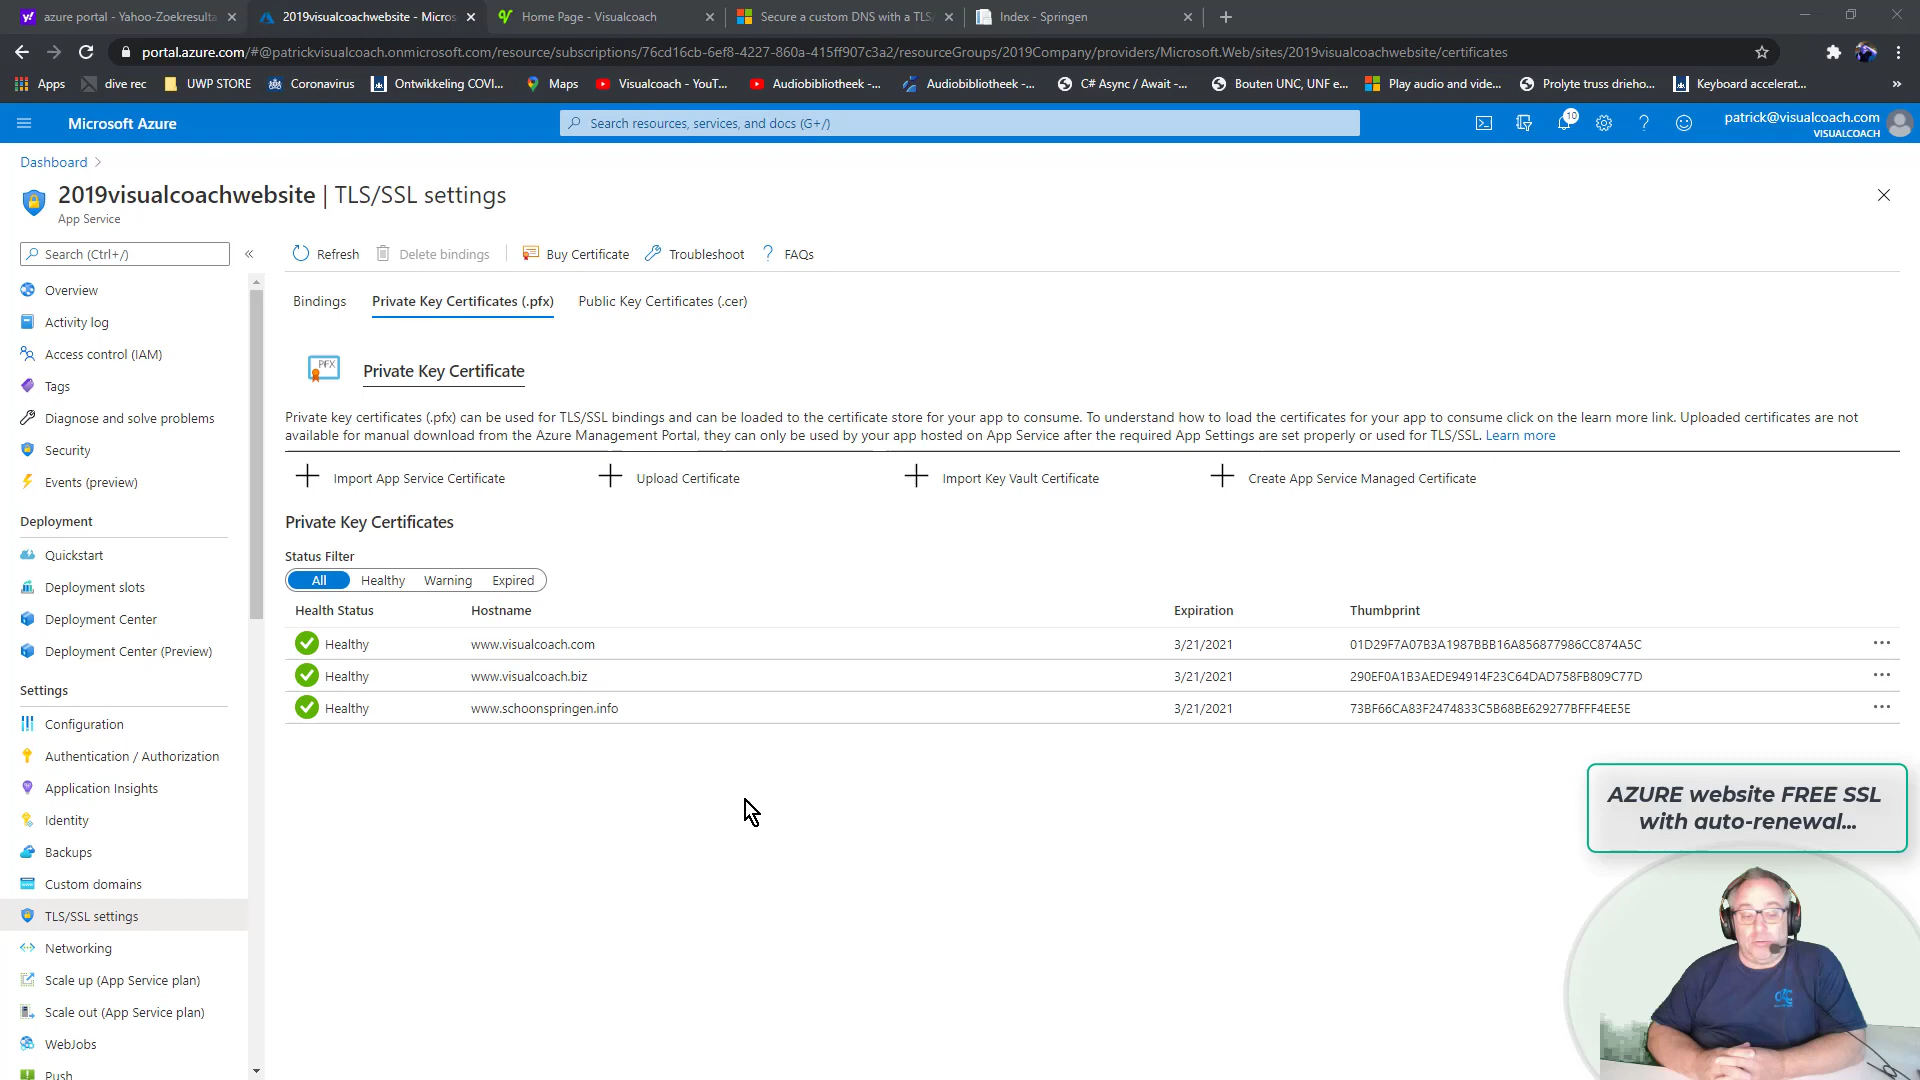 azure portal - Yahoo-Zoekresulta
2019visualcoachwebsite - Micros
Home Page - Visualcoach
Secure a custom DNS with a TLS/
Index - Springen
portal.azure.com/#@patrickvisualcoach.onmicrosoft.com/resource/subscriptions/76cd16cb-6ef8-4227-860a-415ff907c3a2/resourceGroups/2019Company/providers/Microsoft.Web/sites/2019visualcoachwebsite/certificates
Apps
dive rec
UWP STORE
Coronavirus
Ontwikkeling COVI...
Maps
Visualcoach - YouT...
Audiobibliotheek -...
Audiobibliotheek -...
C# Async / Await -...
Bouten UNC, UNF e...
Play audio and vide...
Prolyte truss drieho...
Keyboard accelerat...
»
Microsoft Azure
Search resources, services, and docs (G+/)
10
patrick@visualcoach.com
VISUALCOACH
Dashboard >
2019visualcoachwebsite | TLS/SSL settings
App Service
Search (Ctrl+/)
«
Refresh
Delete bindings
Buy Certificate
Troubleshoot
? FAQs
Bindings
Private Key Certificates (.pfx)
Public Key Certificates (.cer)
PFX
Private Key Certificate
Private key certificates (.pfx) can be used for TLS/SSL bindings and can be loaded to the certificate store for your app to consume. To understand how to load the certificates for your app to consume click on the learn more link. Uploaded certificates are not
available for manual download from the Azure Management Portal, they can only be used by your app hosted on App Service after the required App Settings are set properly or used for TLS/SSL. Learn more
Import App Service Certificate
Upload Certificate
Import Key Vault Certificate
Create App Service Managed Certificate
Private Key Certificates
Status Filter
All Healthy Warning Expired
Health Status Hostname Expiration Thumbprint
Healthy www.visualcoach.com 3/21/2021 01D29F7A07B3A1987BBB16A856877986CC874A5C
Healthy www.visualcoach.biz 3/21/2021 290EF0A1B3AEDE94914F23C64DAD758FB809C77D
Healthy www.schoonspringen.info 3/21/2021 73BF66CA83F2474833C5B68BE629277BFFF4EE5E
Overview
Activity log
Access control (IAM)
Tags
Diagnose and solve problems
Security
Events (preview)
Deployment
Quickstart
Deployment slots
Deployment Center
Deployment Center (Preview)
Settings
Configuration
Authentication / Authorization
Application Insights
Identity
Backups
Custom domains
TLS/SSL settings
Networking
Scale up (App Service plan)
Scale out (App Service plan)
WebJobs
Push
AZURE website FREE SSL
with auto-renewal...